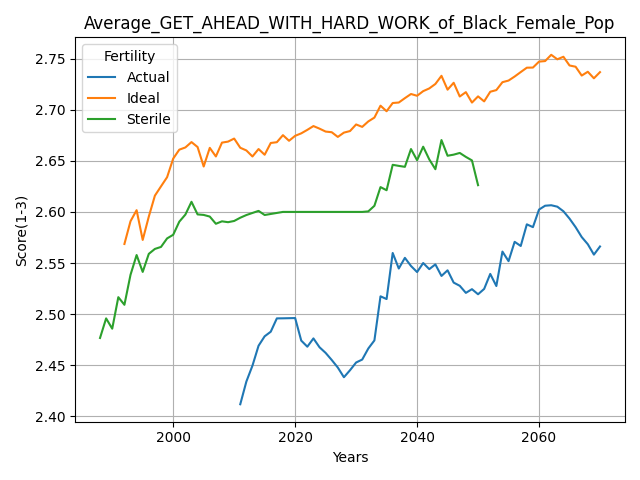 Average_GET_AHEAD_WITH_HARD_WORK_of_Black_Female_Pop
Fertility
Actual
Ideal
Sterile
Score(1-3)
2.75
2.70
2.65
2.60
2.55
2.50
2.45
2.40
2000 2020 2040 2060
Years